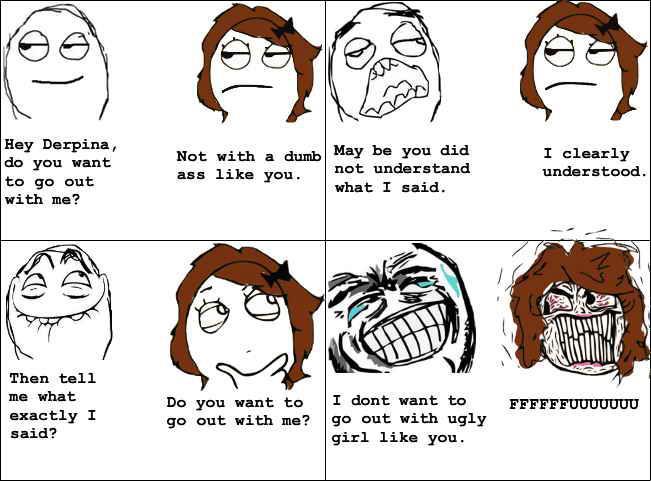 Hey Derpina,
do you want
to go out
with me?
Not with a dumb
ass like you.
May be you did
not understand
what I said.
I clearly
understood.
Then tell
me what
exactly I
said?
Do you want to
go out with me?
I dont want to
go out with ugly
girl like you.
FFFFFFUUUUUUU